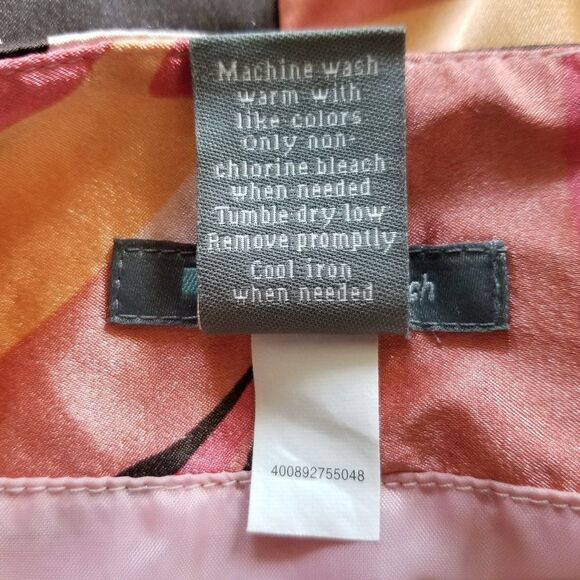 Machine wash
warm with
like colors
Only non-
chlorine bleach
when needed
Tumble dry low
Remove promptly
Cool iron
when needed
ch
400892755048